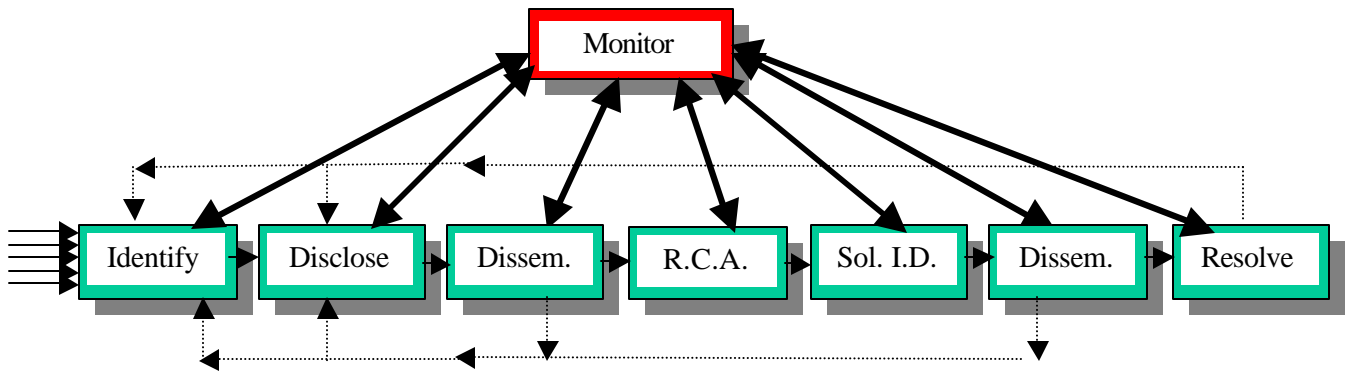 Monitor
Identify
Disclose
Dissem.
R.C.A.
Sol. I.D.
Dissem.
Resolve